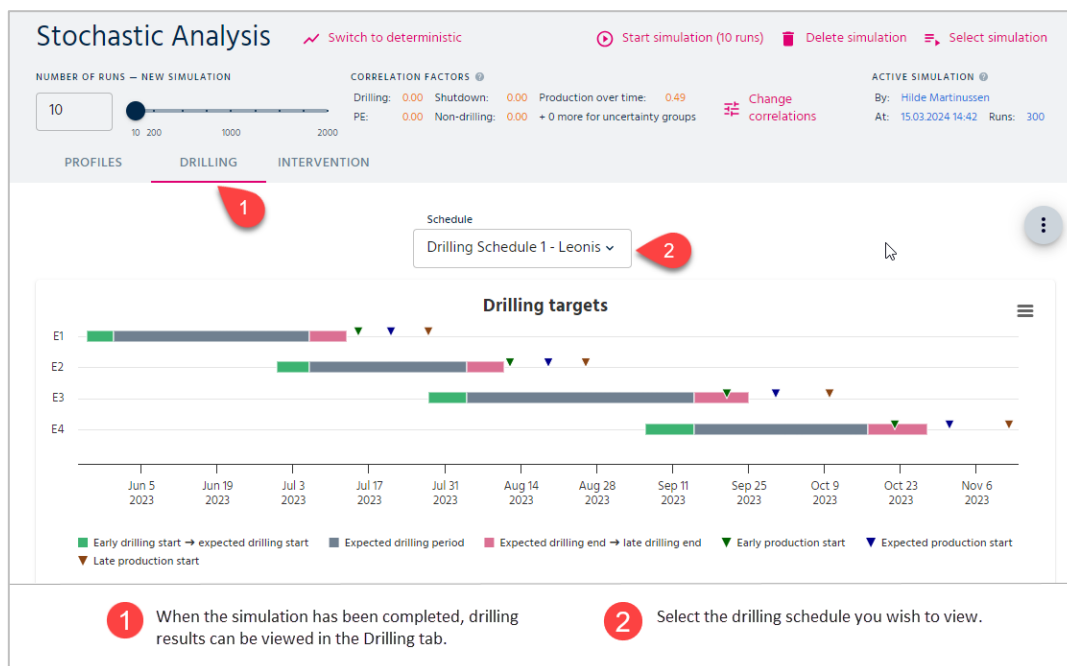 Stochastic Analysis
Switch to deterministic
Start simulation (10 runs)
Delete simulation
Select simulation
NUMBER OF RUNS — NEW SIMULATION
10
10 200 1000 2000
CORRELATION FACTORS
Drilling: 0.00 Shutdown: 0.00 Production over time: 0.49
PE: 0.00 Non-drilling: 0.00 + 0 more for uncertainty groups
Change
correlations
ACTIVE SIMULATION
By: Hilde Martinussen
At: 15.03.2024 14:42 Runs: 300
PROFILES DRILLING INTERVENTION
1
Schedule
Drilling Schedule 1 - Leonis
2
Drilling targets
E1
E2
E3
E4
Jun 5 Jun 19 Jul 3 Jul 17 Jul 31 Aug 14 Aug 28 Sep 11 Sep 25 Oct 9 Oct 23 Nov 6
2023 2023 2023 2023 2023 2023 2023 2023 2023 2023 2023 2023
Early drilling start → expected drilling start Expected drilling period Expected drilling end → late drilling end Early production start Expected production start
Late production start
1
When the simulation has been completed, drilling
results can be viewed in the Drilling tab.
2
Select the drilling schedule you wish to view.